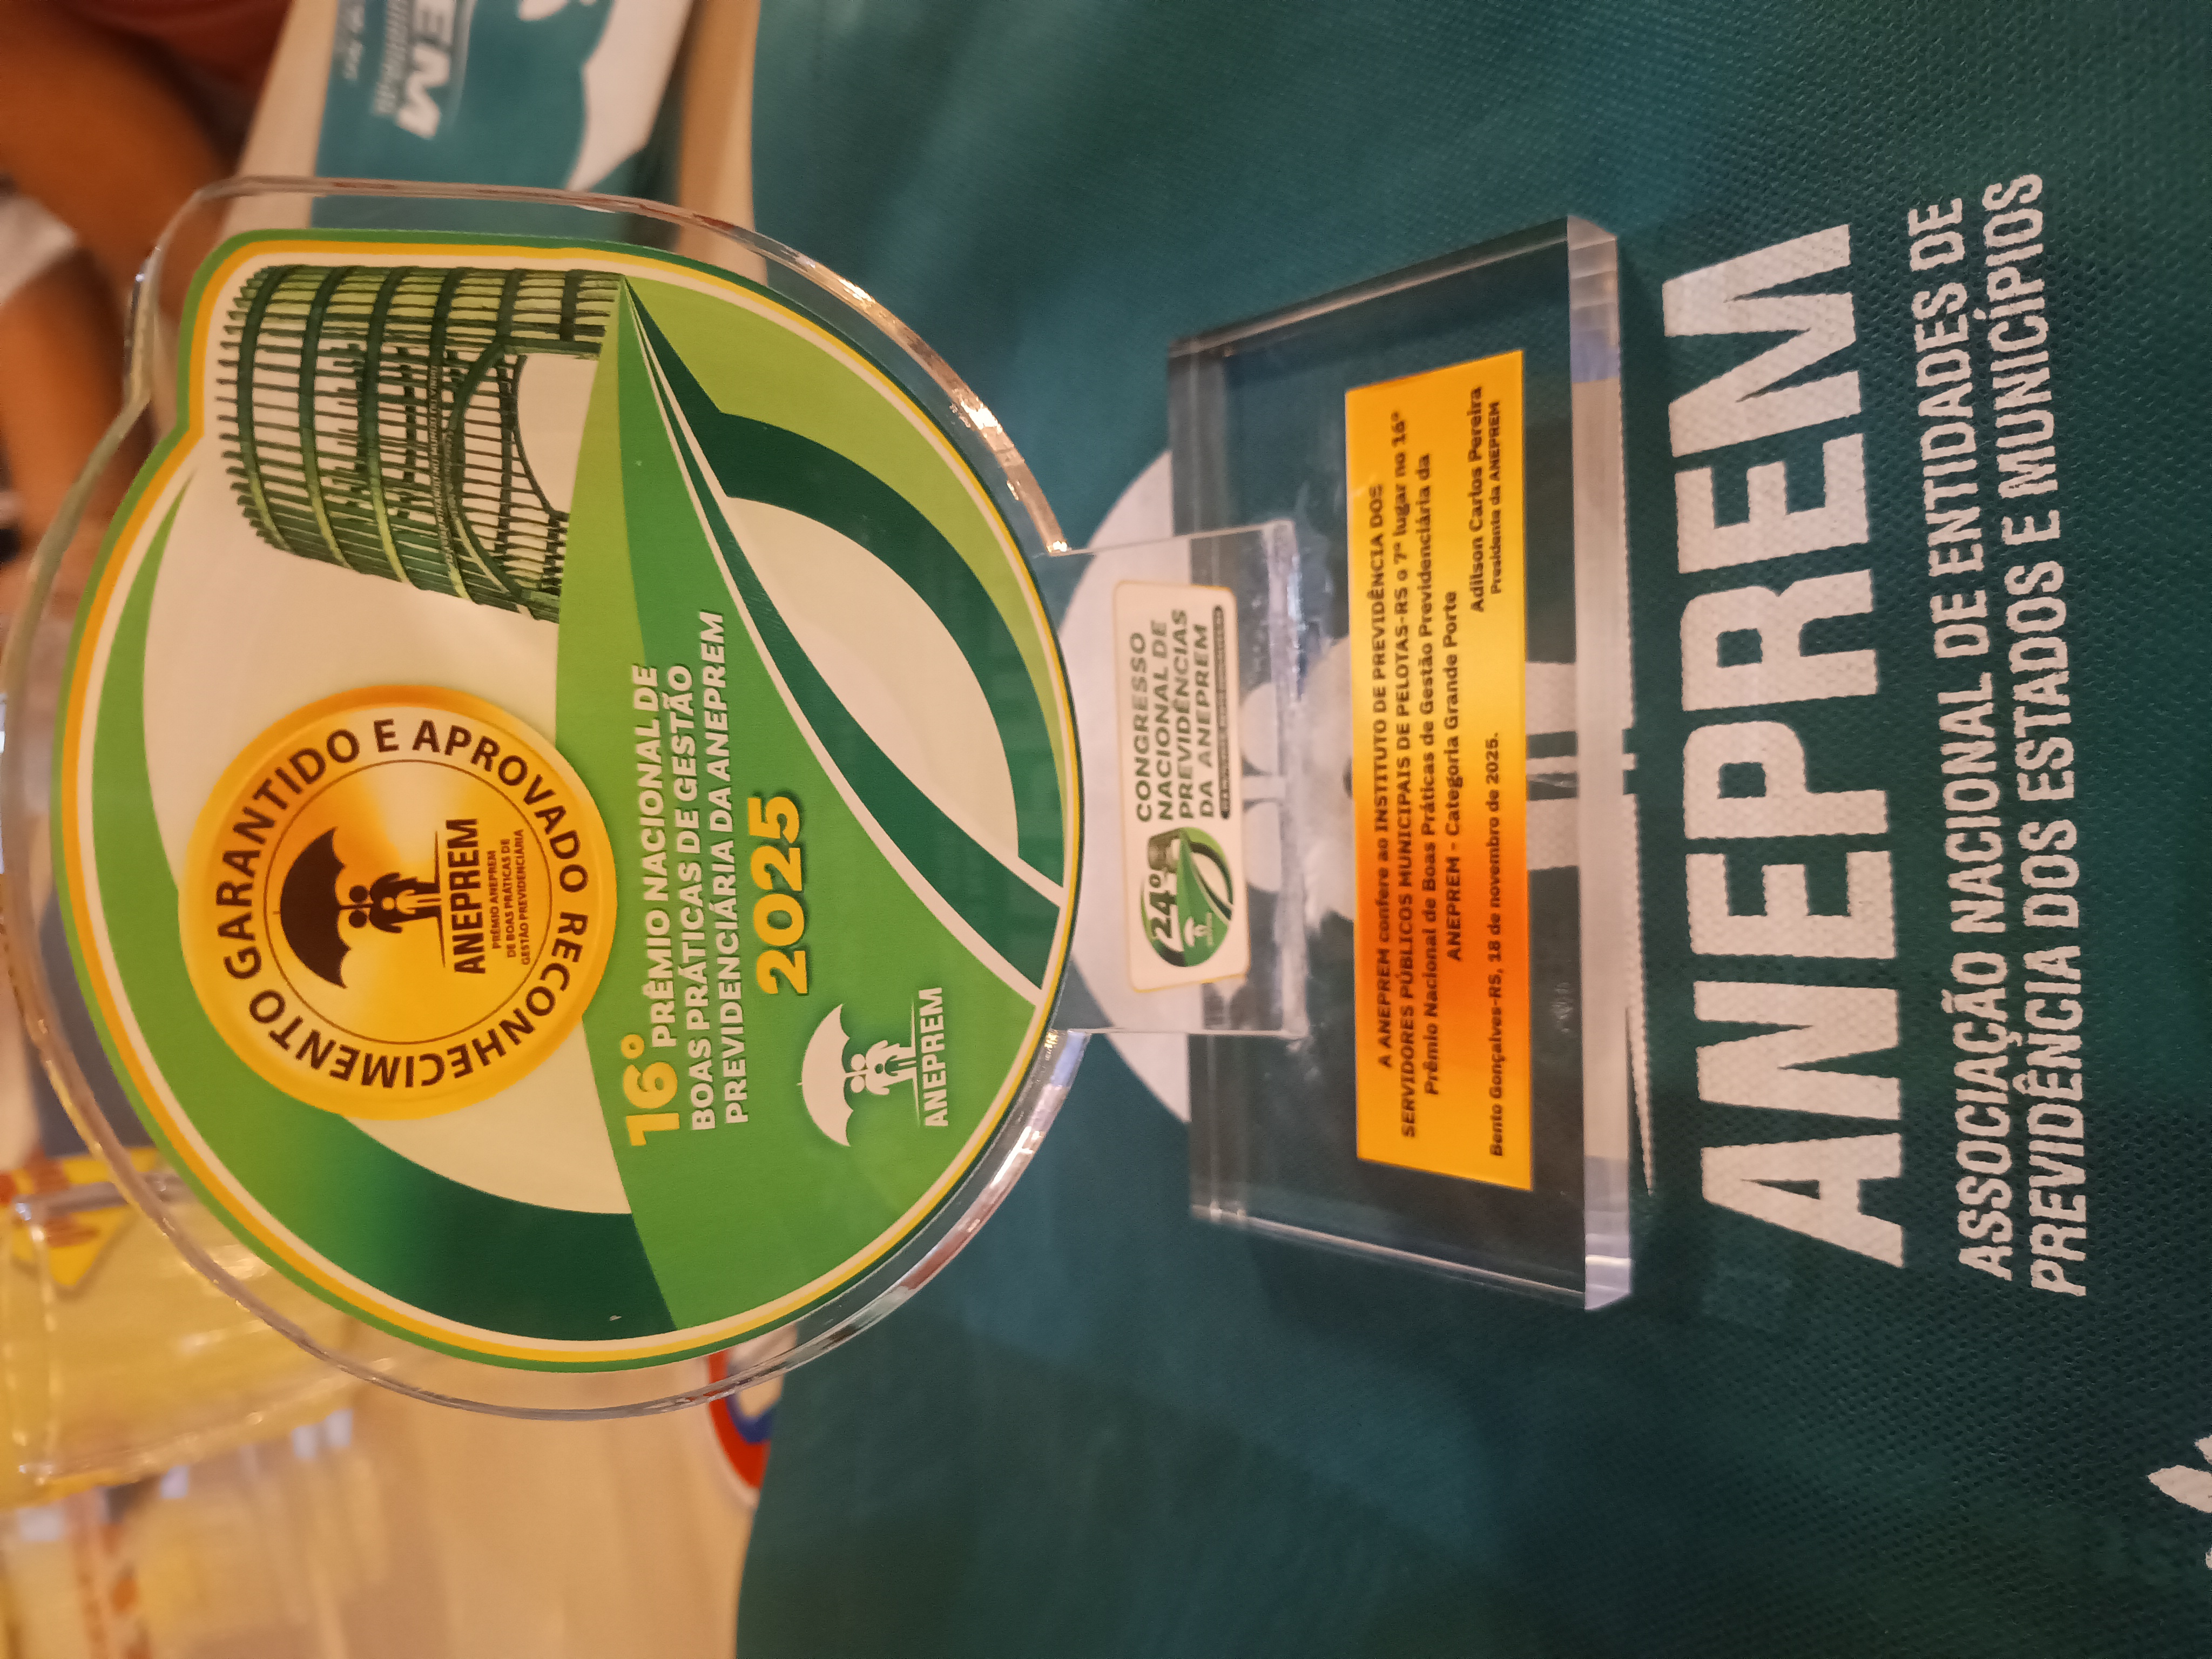 GARANTIDO E APROVADO RECONHECIMENTO
ANEPREM
PRÊMIO ANEPREM
DE BOAS PRÁTICAS DE
GESTÃO PREVIDENCIÁRIA
16º PRÊMIO NACIONAL DE
BOAS PRÁTICAS DE GESTÃO
PREVIDENCIÁRIA DA ANEPREM
2025
ANEPREM
24º
CONGRESSO
NACIONAL DE
PREVIDÊNCIAS
DA ANEPREM
A ANEPREM confere ao INSTITUTO DE PREVIDÊNCIA DOS
SERVIDORES PÚBLICOS MUNICIPAIS DE PELOTAS-RS o 7º lugar no 16º
Prêmio Nacional de Boas Práticas de Gestão Previdenciária da
ANEPREM - Categoria Grande Porte
Adilson Carlos Pereira
Bento Gonçalves-RS, 18 de novembro de 2025.
Presidente da ANEPREM
ANEPREM
ASSOCIAÇÃO NACIONAL DE ENTIDADES DE
PREVIDÊNCIA DOS ESTADOS E MUNICÍPIOS